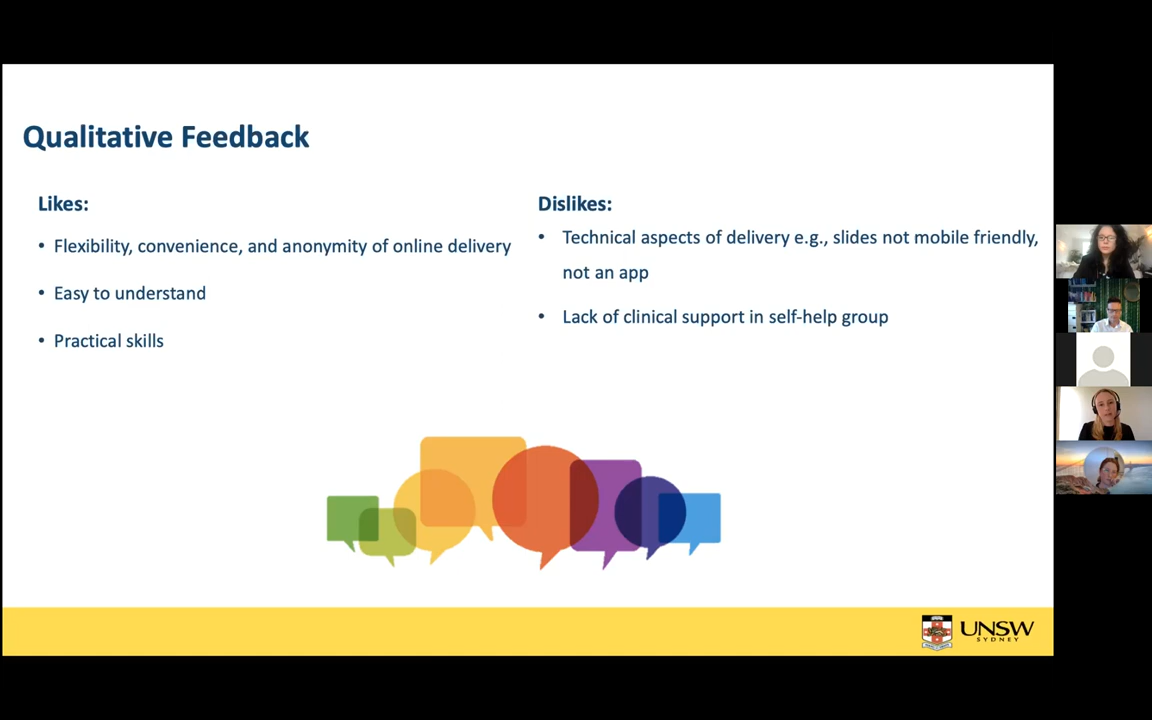 Qualitative Feedback
Likes:
• Flexibility, convenience, and anonymity of online delivery
• Easy to understand
• Practical skills
Dislikes:
• Technical aspects of delivery e.g., slides not mobile friendly,
not an app
• Lack of clinical support in self-help group
UNSW
SYDNEY